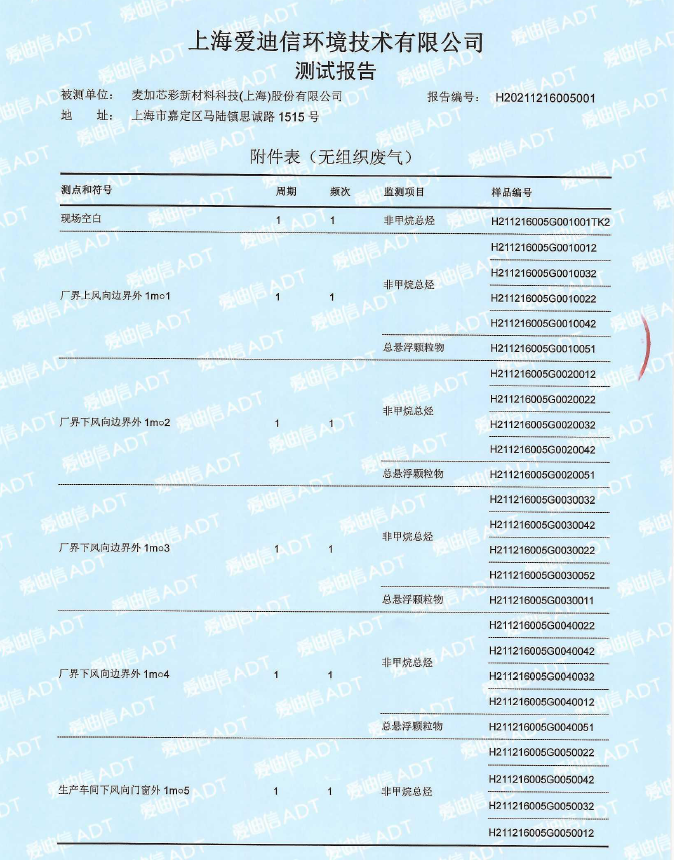 上海爱迪信环境技术有限公司
测试报告
被测单位： 麦加芯彩新材料科技(上海)股份有限公司 报告编号： H20211216005001
地 址： 上海市嘉定区马陆镇思诚路 1515 号
附件表（无组织废气）
测点和符号 周期 频次 监测项目 样品编号
现场空白 1 1 非甲烷总烃 H211216005G001001TK2
H211216005G0010012
H211216005G0010032
非甲烷总烃
厂界上风向边界外 1m○1 1 1 H211216005G0010022
H211216005G0010042
总悬浮颗粒物 H211216005G0010051
H211216005G0020012
H211216005G0020022
非甲烷总烃
厂界下风向边界外 1m○2 1 1 H211216005G0020032
H211216005G0020042
总悬浮颗粒物 H211216005G0020051
H211216005G0030032
H211216005G0030042
非甲烷总烃
厂界下风向边界外 1m○3 1 1 H211216005G0030022
H211216005G0030052
总悬浮颗粒物 H211216005G0030011
H211216005G0040022
H211216005G0040042
非甲烷总烃
厂界下风向边界外 1m○4 1 1 H211216005G0040032
H211216005G0040012
总悬浮颗粒物 H211216005G0040051
H211216005G0050022
H211216005G0050042
生产车间下风向门窗外 1m○5 1 1 非甲烷总烃
H211216005G0050032
H211216005G0050012
爱迪信ADT